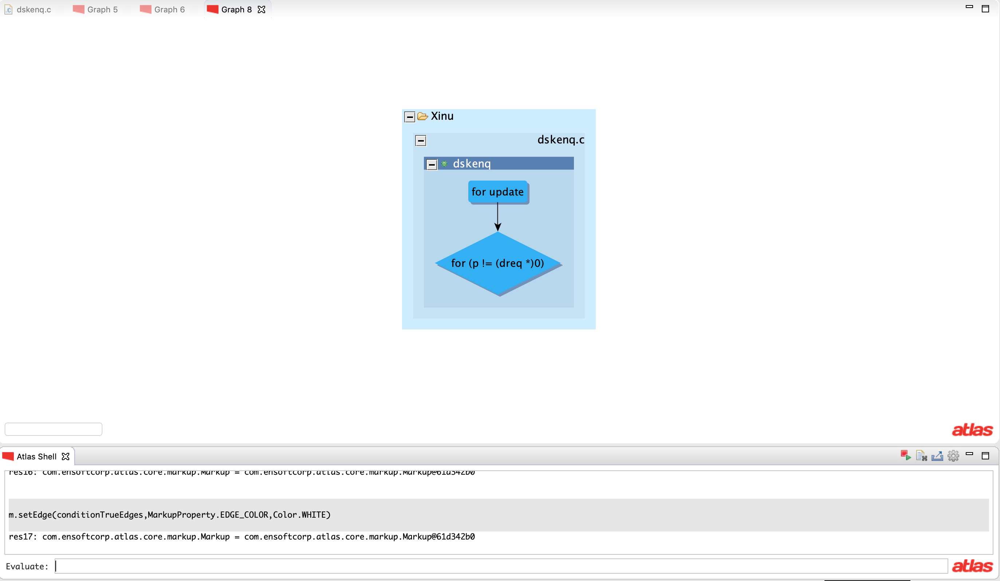 dskenq.c Graph 5 Graph 6 Graph 8
Xinu
dskenq.c
dskenq
for update
for (p != (dreq *)0)
atlas
Atlas Shell
res16: com.ensoftcorp.atlas.core.markup.Markup = com.ensoftcorp.atlas.core.markup.Markup@61d342b0
m.setEdge(conditionTrueEdges,MarkupProperty.EDGE_COLOR,Color.WHITE)
res17: com.ensoftcorp.atlas.core.markup.Markup = com.ensoftcorp.atlas.core.markup.Markup@61d342b0
Evaluate:
atlas